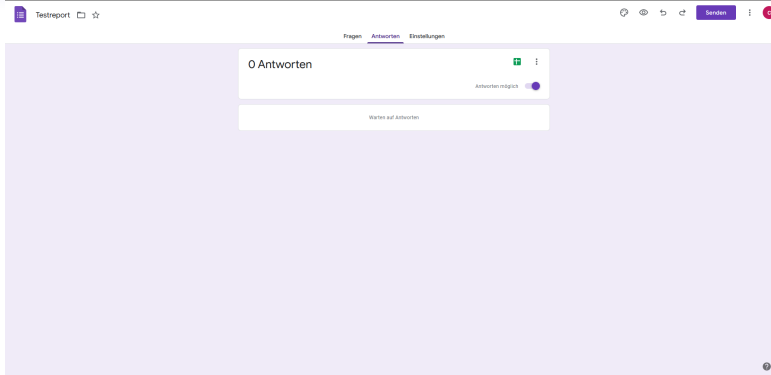 Testreport
Senden
Fragen Antworten Einstellungen
0 Antworten
Antworten möglich
Warten auf Antworten